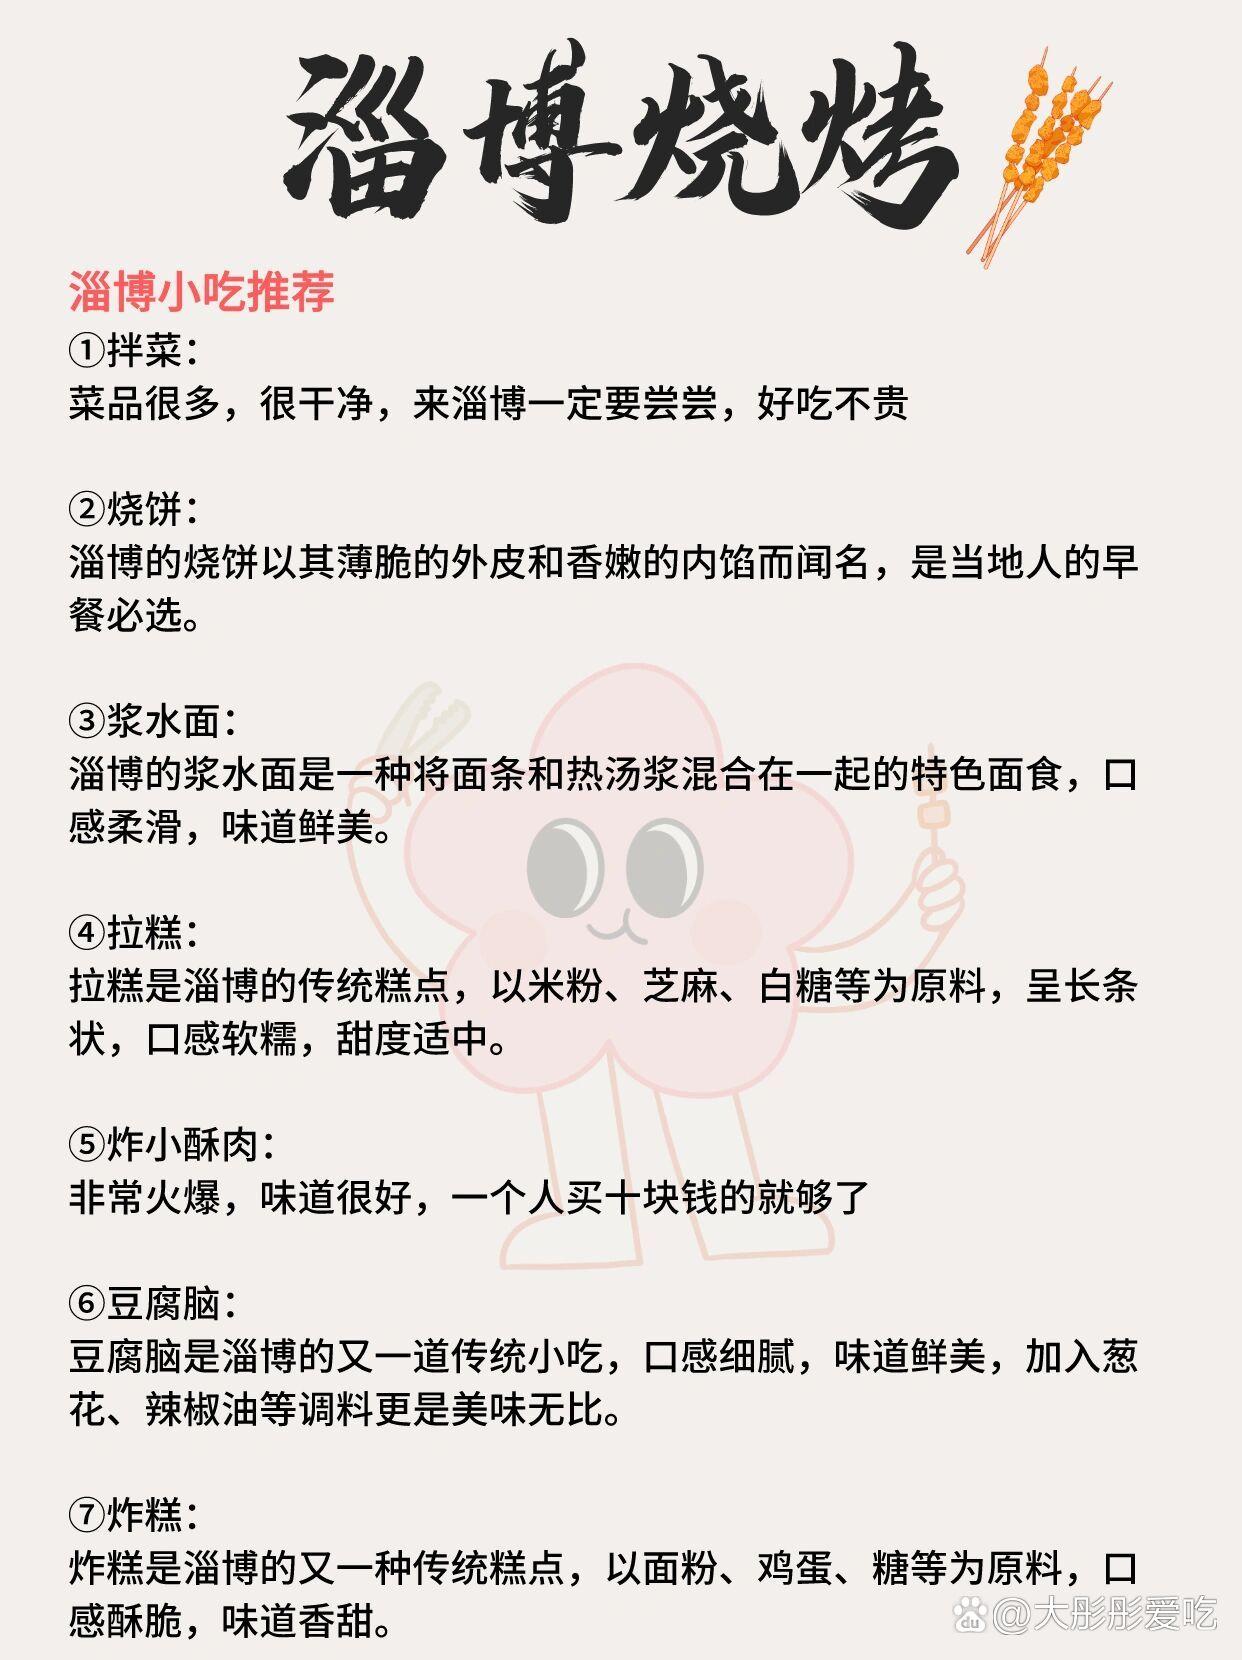 淄博烧烤
淄博小吃推荐
①拌菜：
菜品很多，很干净，来淄博一定要尝尝，好吃不贵
②烧饼：
淄博的烧饼以其薄脆的外皮和香嫩的内馅而闻名，是当地人的早
餐必选。
③浆水面：
淄博的浆水面是一种将面条和热汤浆混合在一起的特色面食，口
感柔滑，味道鲜美。
④拉糕：
拉糕是淄博的传统糕点，以米粉、芝麻、白糖等为原料，呈长条
状，口感软糯，甜度适中。
⑤炸小酥肉：
非常火爆，味道很好，一个人买十块钱的就够了
⑥豆腐脑：
豆腐脑是淄博的又一道传统小吃，口感细腻，味道鲜美，加入葱
花、辣椒油等调料更是美味无比。
⑦炸糕：
炸糕是淄博的又一种传统糕点，以面粉、鸡蛋、糖等为原料，口
感酥脆，味道香甜。
du @大彤彤爱吃